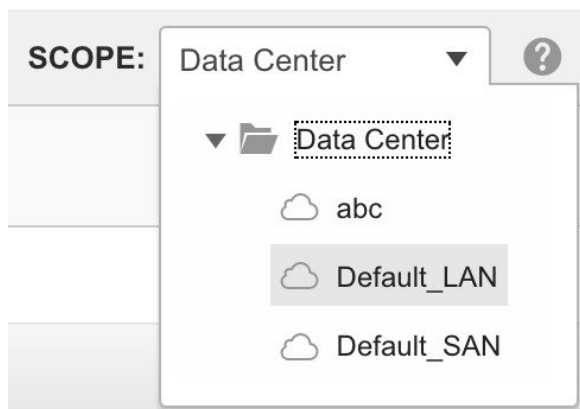 SCOPE: Data Center ?
Data Center
abc
Default_LAN
Default_SAN